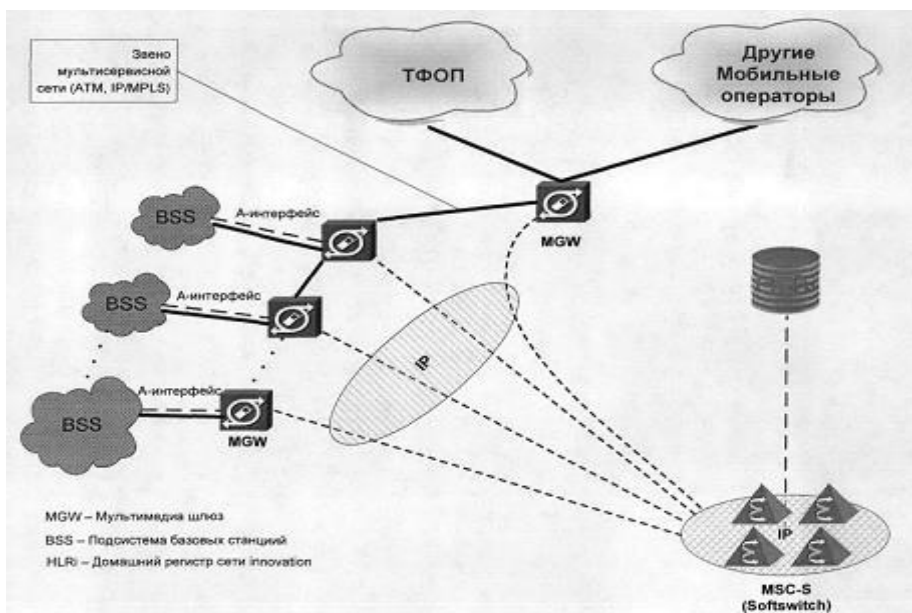 Звено
мультисервисной
сети (ATM, IP/MPLS)
ТФОП
Другие
Мобильные
операторы
MGW
BSS
А-интерфейс
BSS
А-интерфейс
BSS
А-интерфейс
MGW
IP
IP
MSC-S
(Softswitch)
MGW – Мультимедиа шлюз
BSS – Подсистема базовых станциий
HLRi – Домашний регистр сети innovation